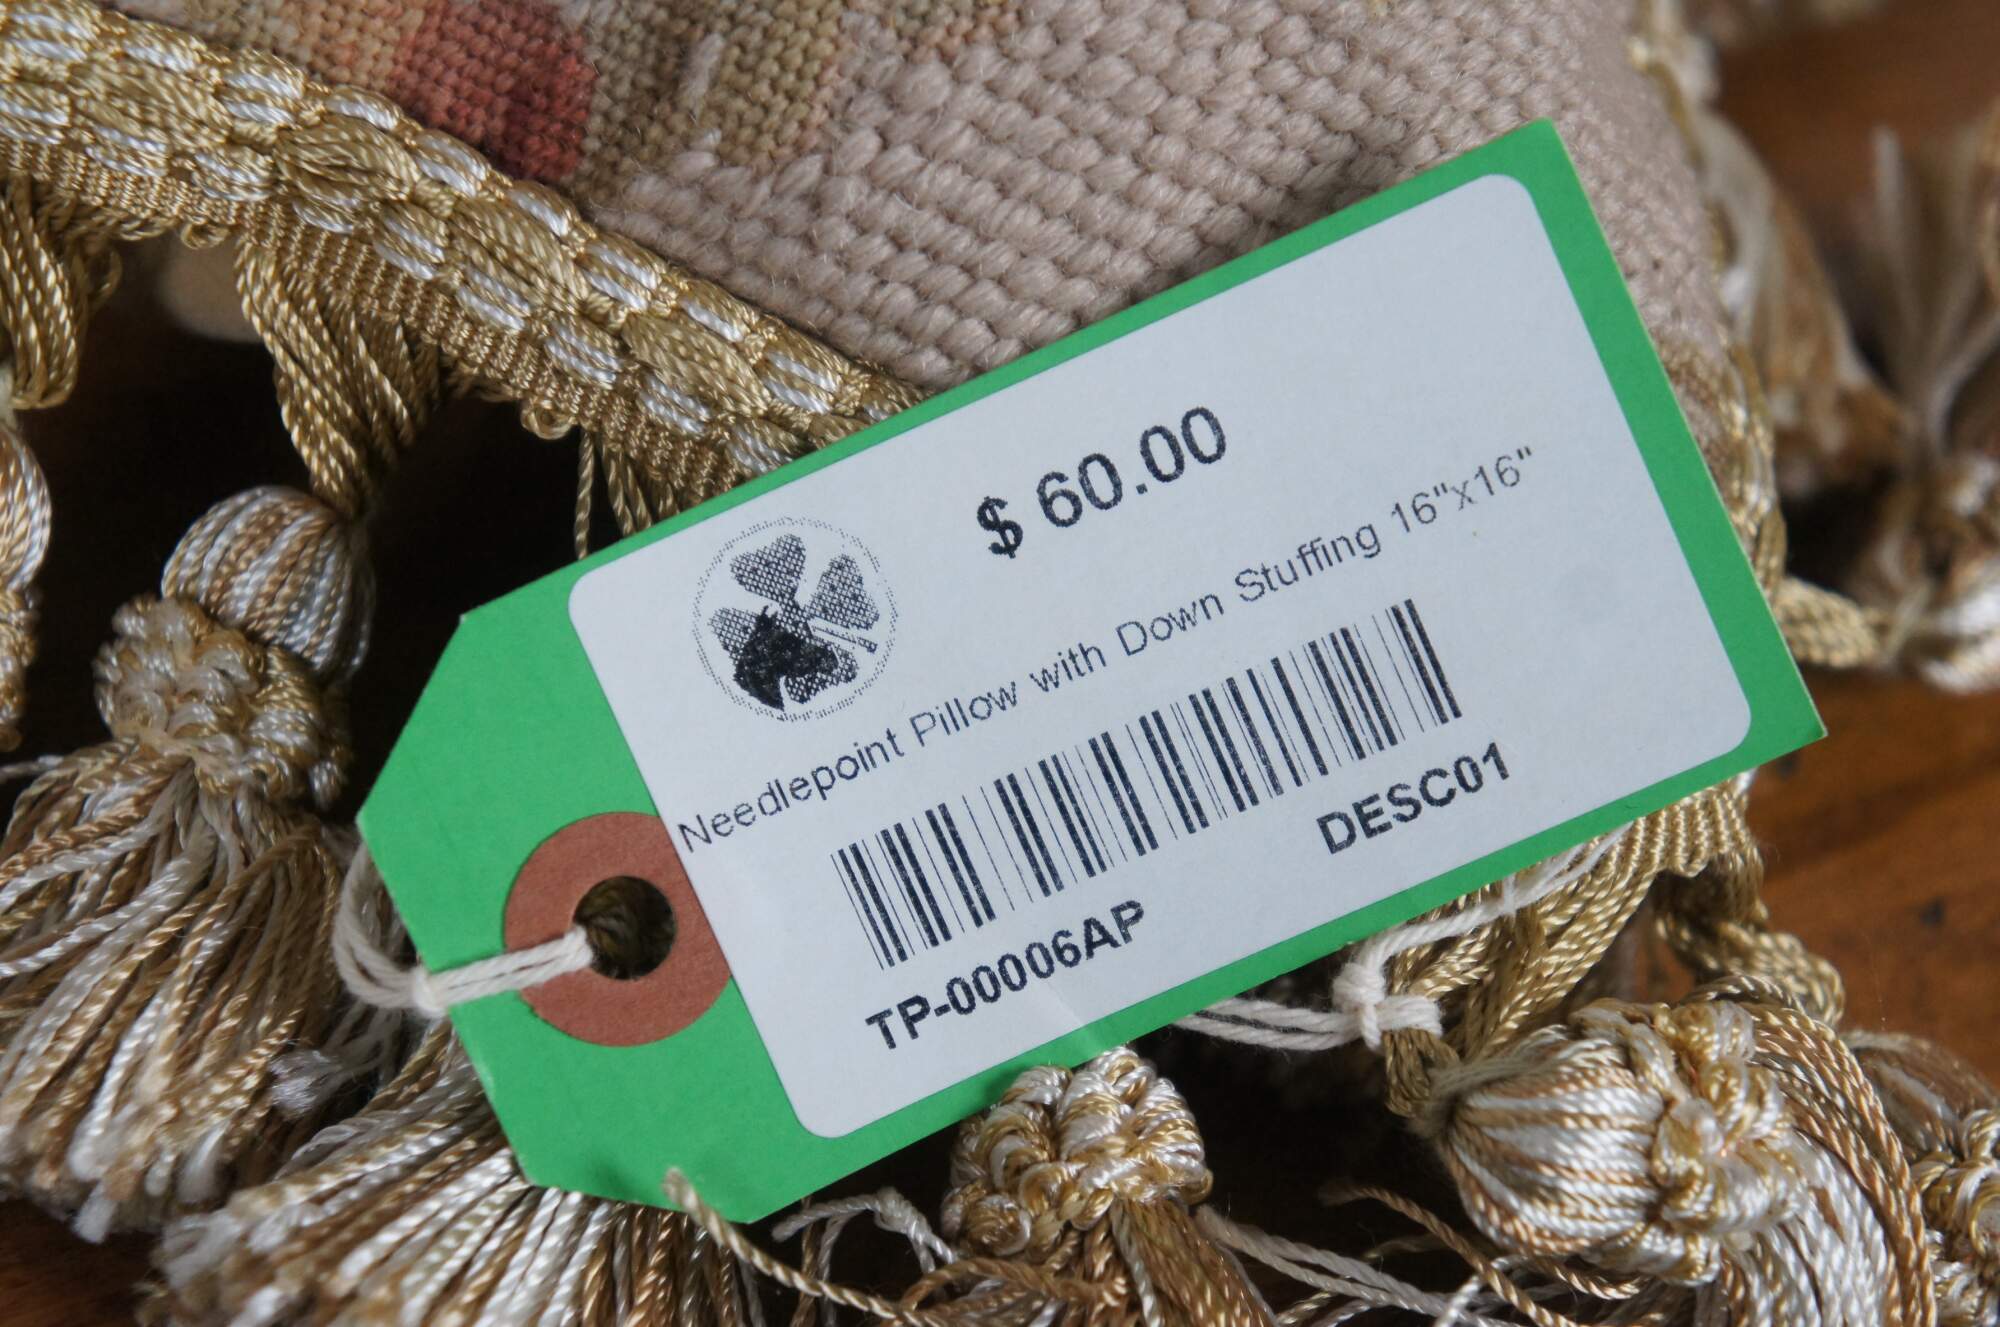 $ 60.00
Needlepoint Pillow with Down Stuffing 16"x16"
TP-00006AP
DESC01